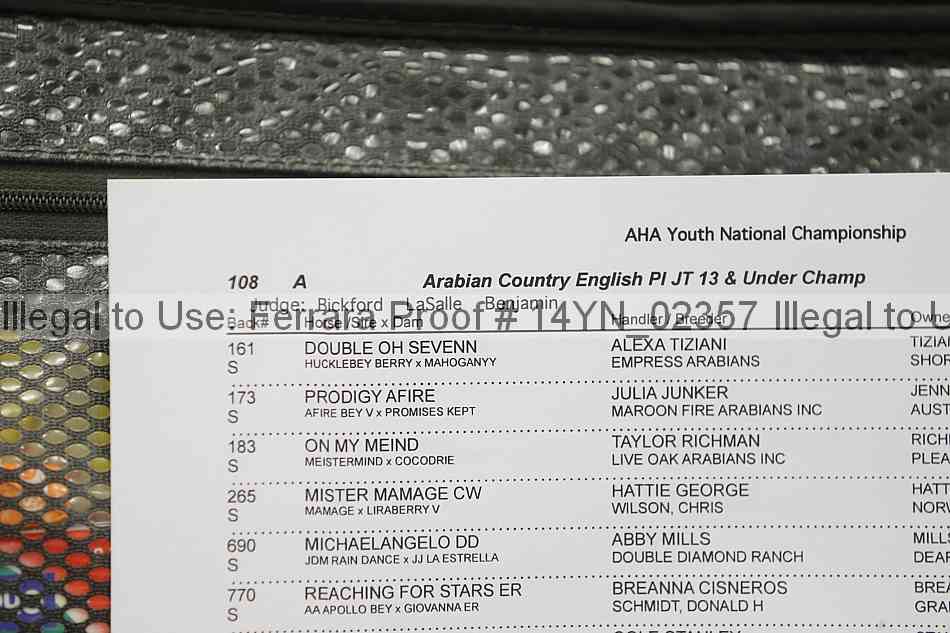 AHA Youth National Championship
108 A Arabian Country English Pl JT 13 & Under Champ
Judge: Bickford LaSalle Benjamin
Illegal to Use: Ferrara Proof # 14YN_02357 Illegal to U
Back# Horse/Sire x Dam Handler / Breeder Owne
161 DOUBLE OH SEVENN ALEXA TIZIANI TIZIA
S HUCKLEBEY BERRY x MAHOGANYY EMPRESS ARABIANS SHOR
173 PRODIGY AFIRE JULIA JUNKER JENN
S AFIRE BEY V x PROMISES KEPT MAROON FIRE ARABIANS INC AUST
183 ON MY MEIND TAYLOR RICHMAN RICH
S MEISTERMIND x COCODRIE LIVE OAK ARABIANS INC PLEA
265 MISTER MAMAGE CW HATTIE GEORGE HATT
S MAMAGE x LIRABERRY V WILSON, CHRIS NORW
690 MICHAELANGELO DD ABBY MILLS MILLS
S JDM RAIN DANCE x JJ LA ESTRELLA DOUBLE DIAMOND RANCH DEAR
770 REACHING FOR STARS ER BREANNA CISNEROS BREA
S AA APOLLO BEY x GIOVANNA ER SCHMIDT, DONALD H GRA